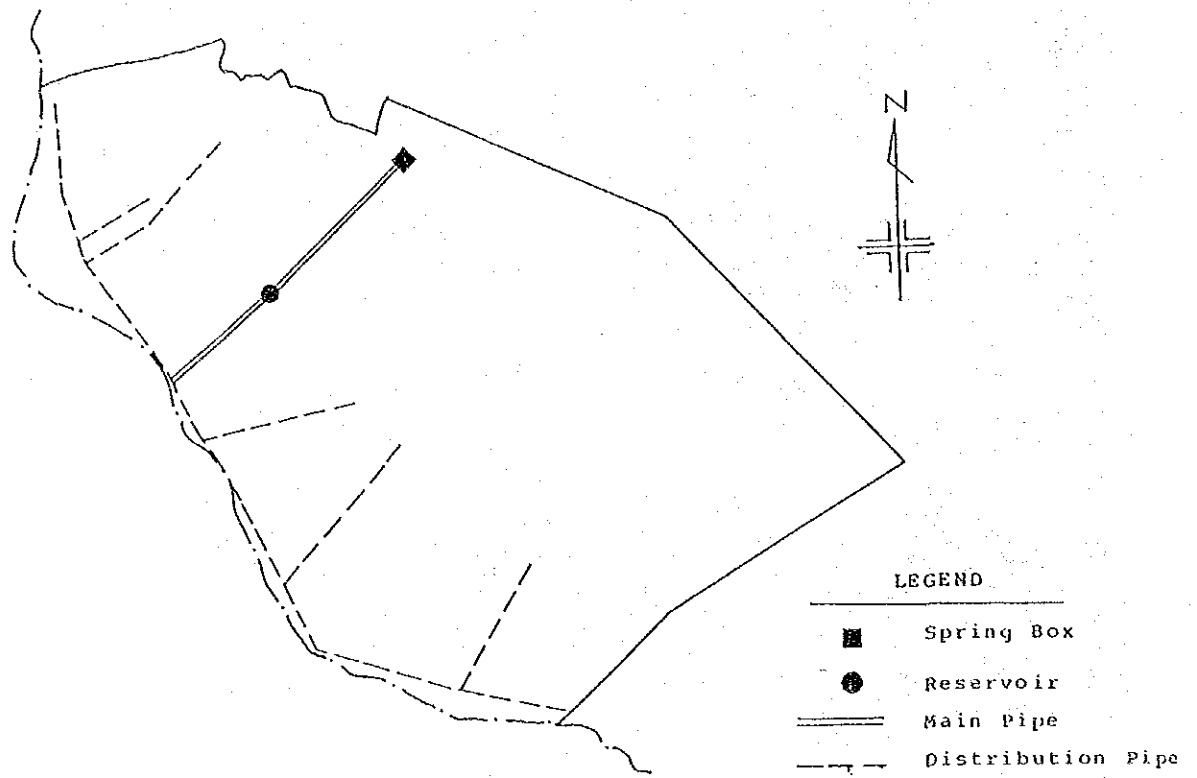 N
LEGEND
Spring Box
Reservoir
Main Pipe
Distribution Pipe